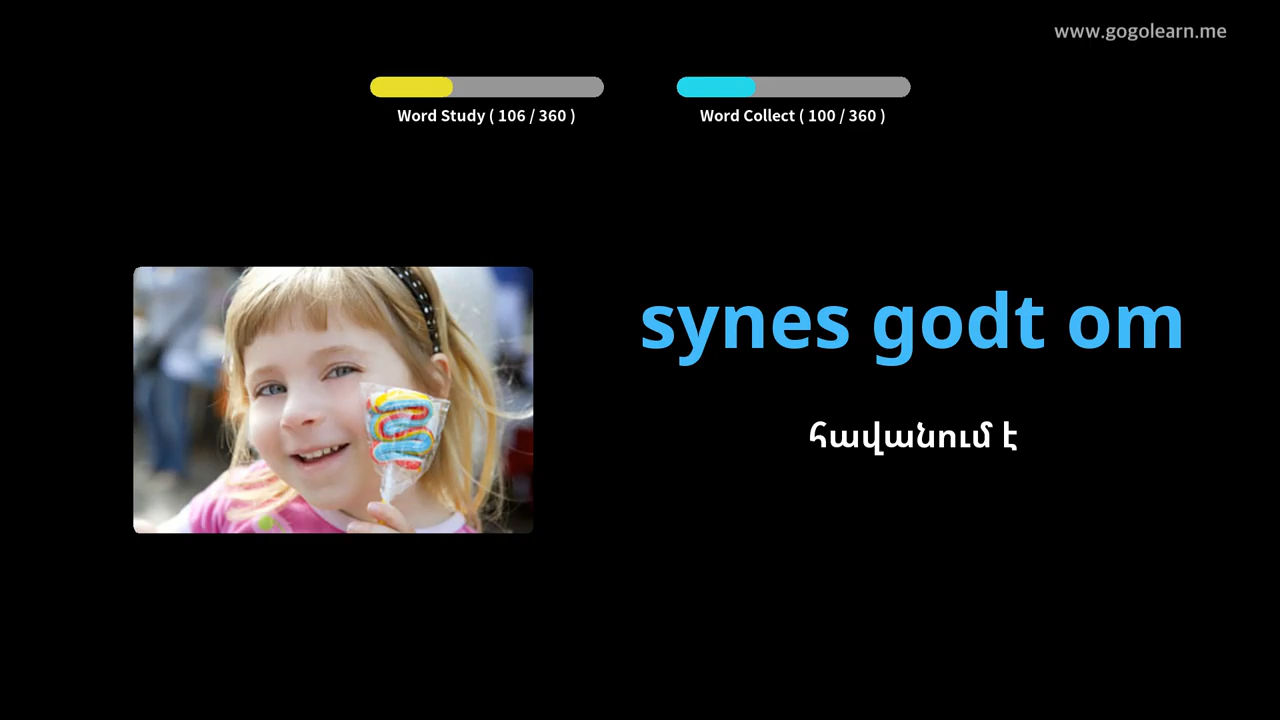 www.gogolearn.me
Word Study ( 106 / 360 )
Word Collect ( 100 / 360 )
synes godt om
հավանում է